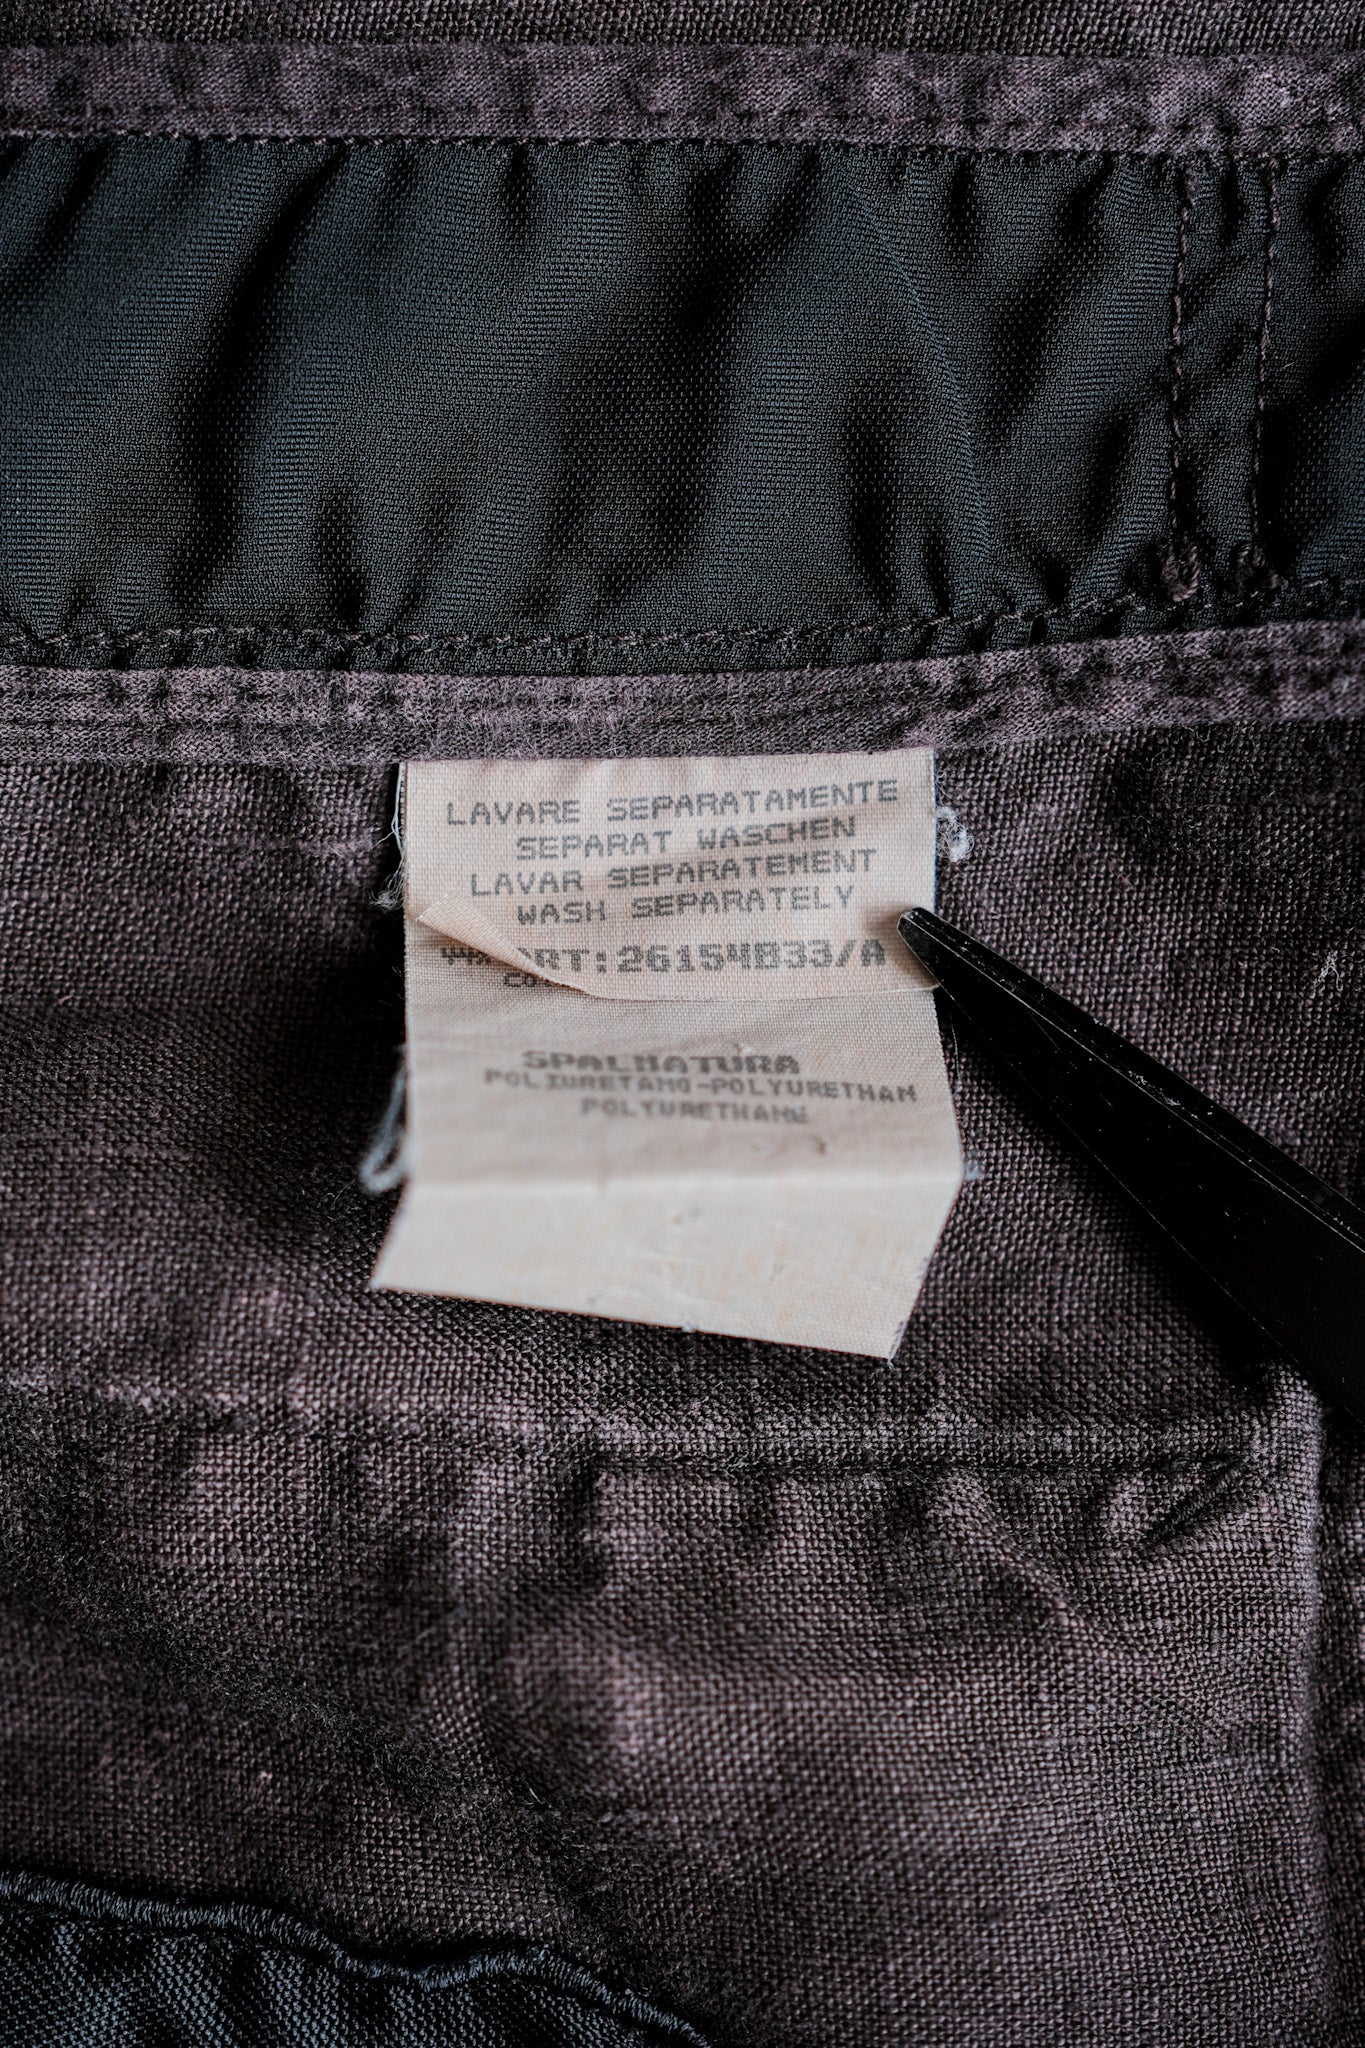 LAVARE SEPARATAMENTE
SEPARAT WASCHEN
LAVAR SEPARATEMENT
WASH SEPARATELY
ART:26154B33/A
SPALMATURA
POLIURETANO-POLYURETHAN
POLYURETHANE